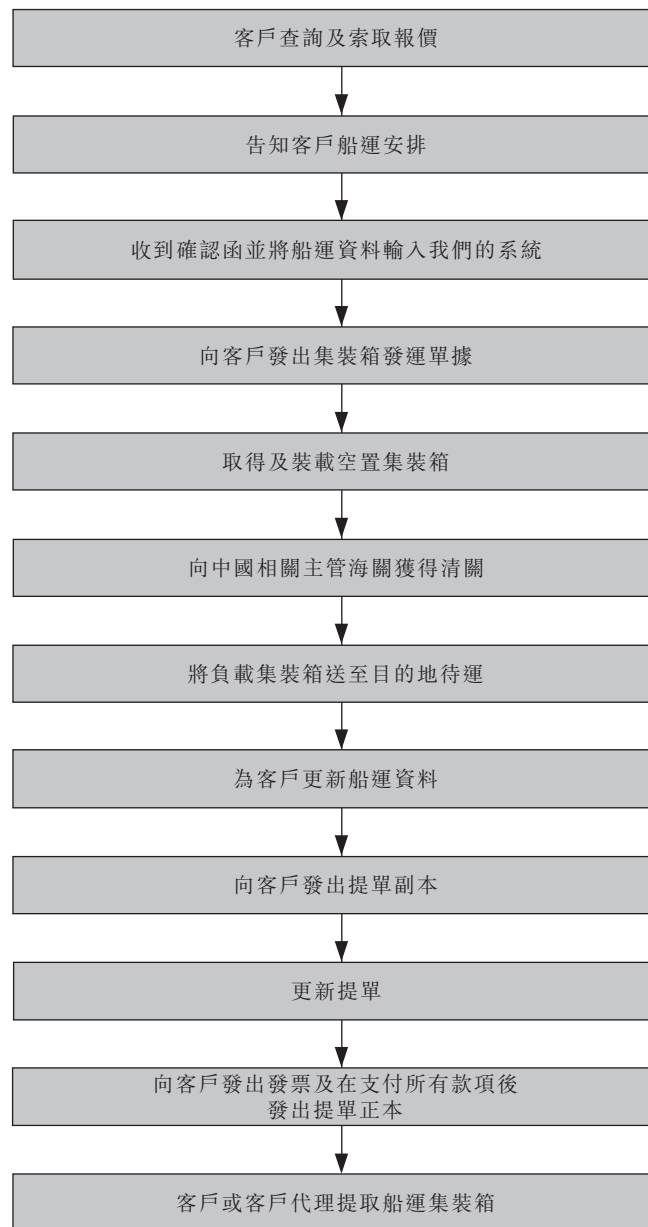 客戶查詢及索取報價
告知客戶船運安排
收到確認函並將船運資料輸入我們的系統
向客戶發出集裝箱發運單據
取得及裝載空置集裝箱
向中國相關主管海關獲得清關
將負載集裝箱送至目的地待運
為客戶更新船運資料
向客戶發出提單副本
更新提單
向客戶發出發票及在支付所有款項後
發出提單正本
客戶或客戶代理提取船運集裝箱